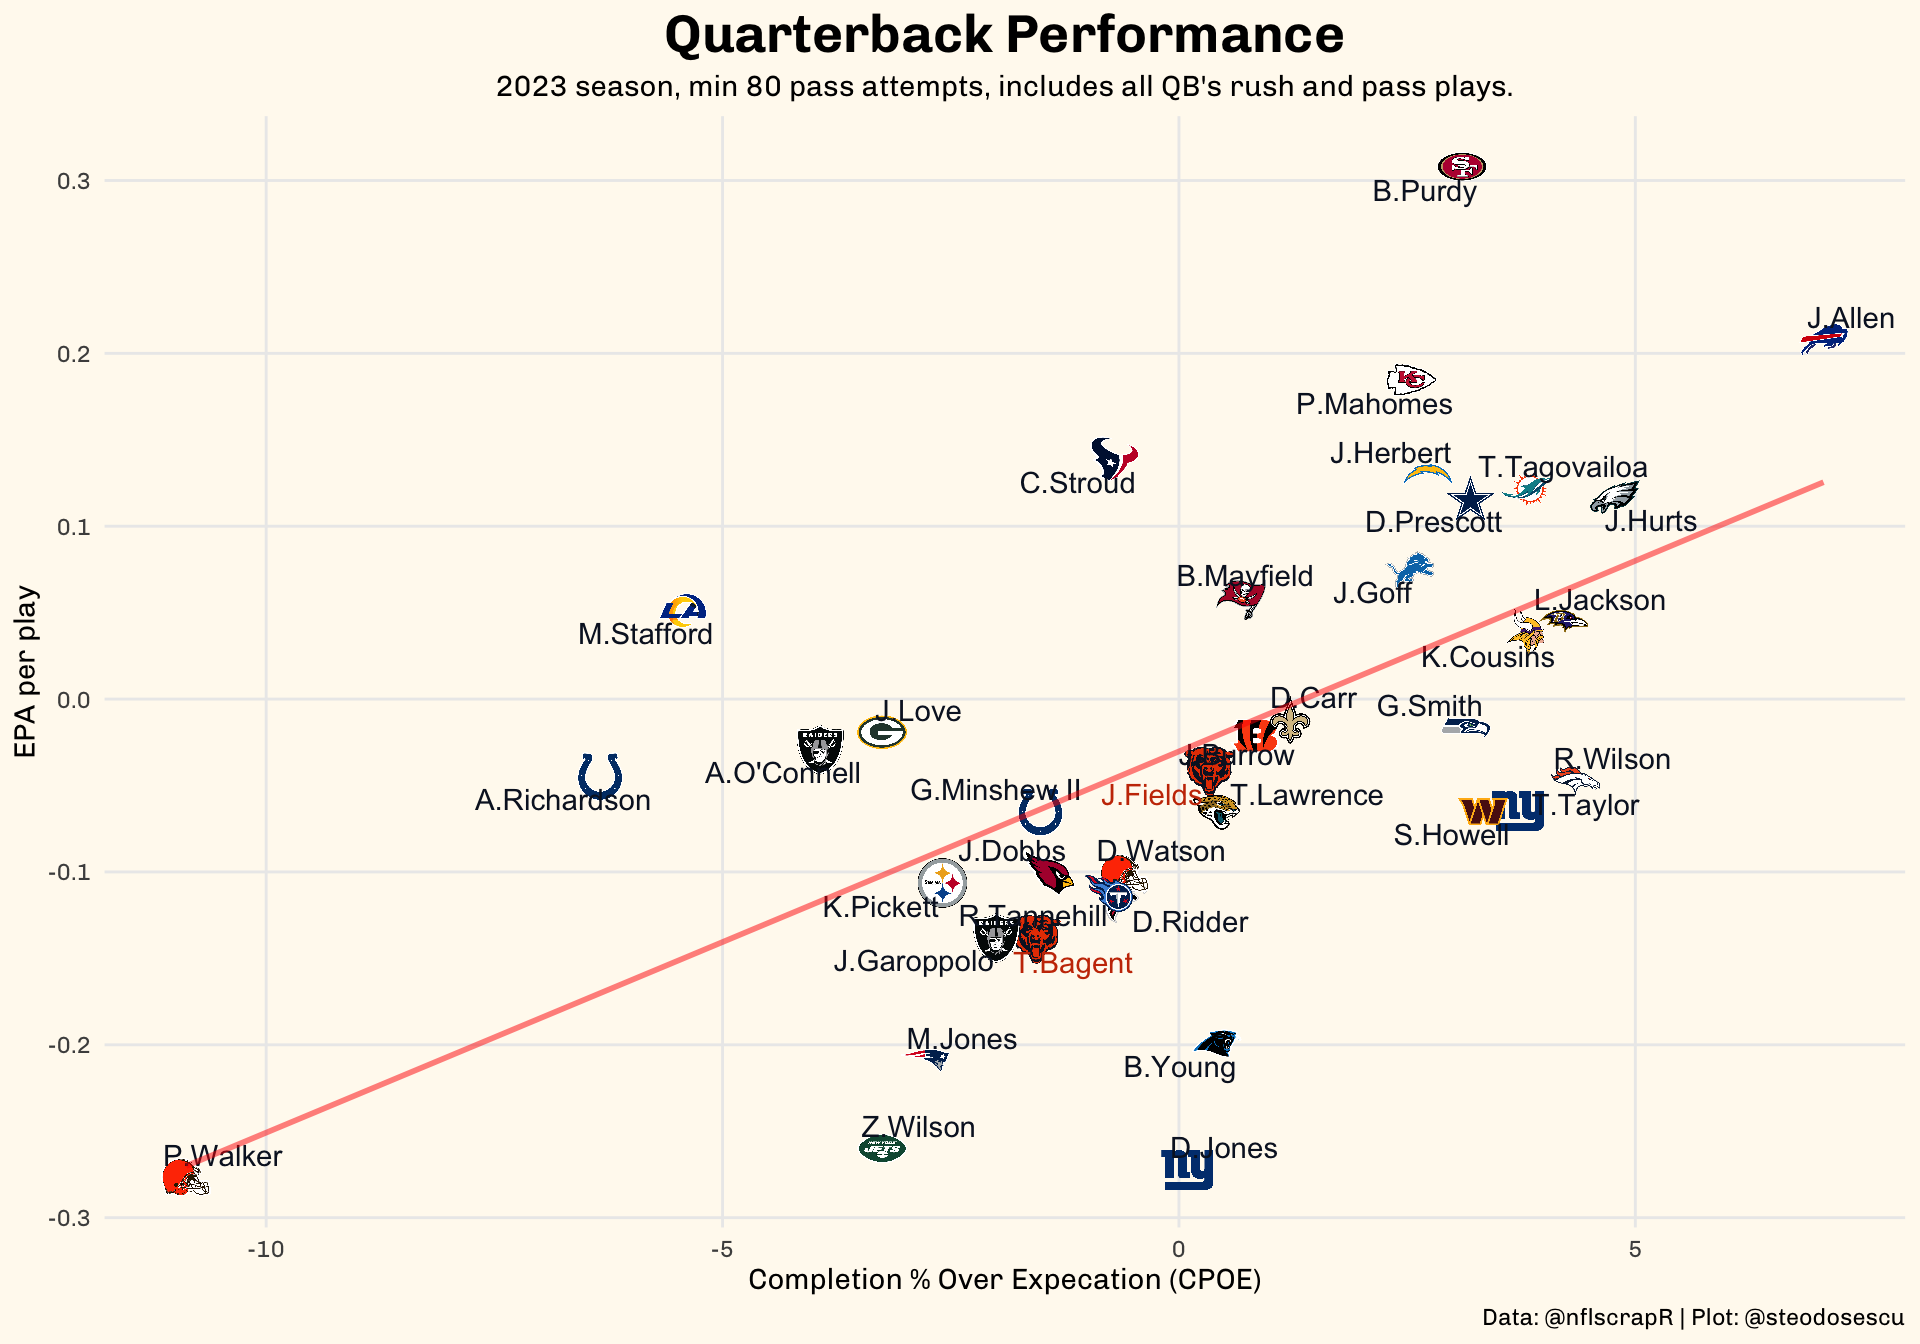 Quarterback Performance
2023 season, min 80 pass attempts, includes all QB's rush and pass plays.
EPA per play
0.3
0.2
0.1
0.0
-0.1
-0.2
-0.3
B.Purdy
J.Allen
P.Mahomes
J.Herbert
T.Tagovailoa
C.Stroud
D.Prescott
J.Hurts
B.Mayfield
J.Goff
L.Jackson
M.Stafford
K.Cousins
D.Carr
G.Smith
J.Love
J.Burrow
R.Wilson
A.O'Connell
G.Minshew II
J.Fields
T.Lawrence
A.Richardson
T.Taylor
S.Howell
J.Dobbs
D.Watson
K.Pickett
R.Tannehill
D.Ridder
J.Garoppolo
T.Bagent
M.Jones
B.Young
Z.Wilson
D.Jones
P.Walker
-10
-5
0
5
Completion % Over Expecation (CPOE)
Data: @nflscrapR | Plot: @steodosescu